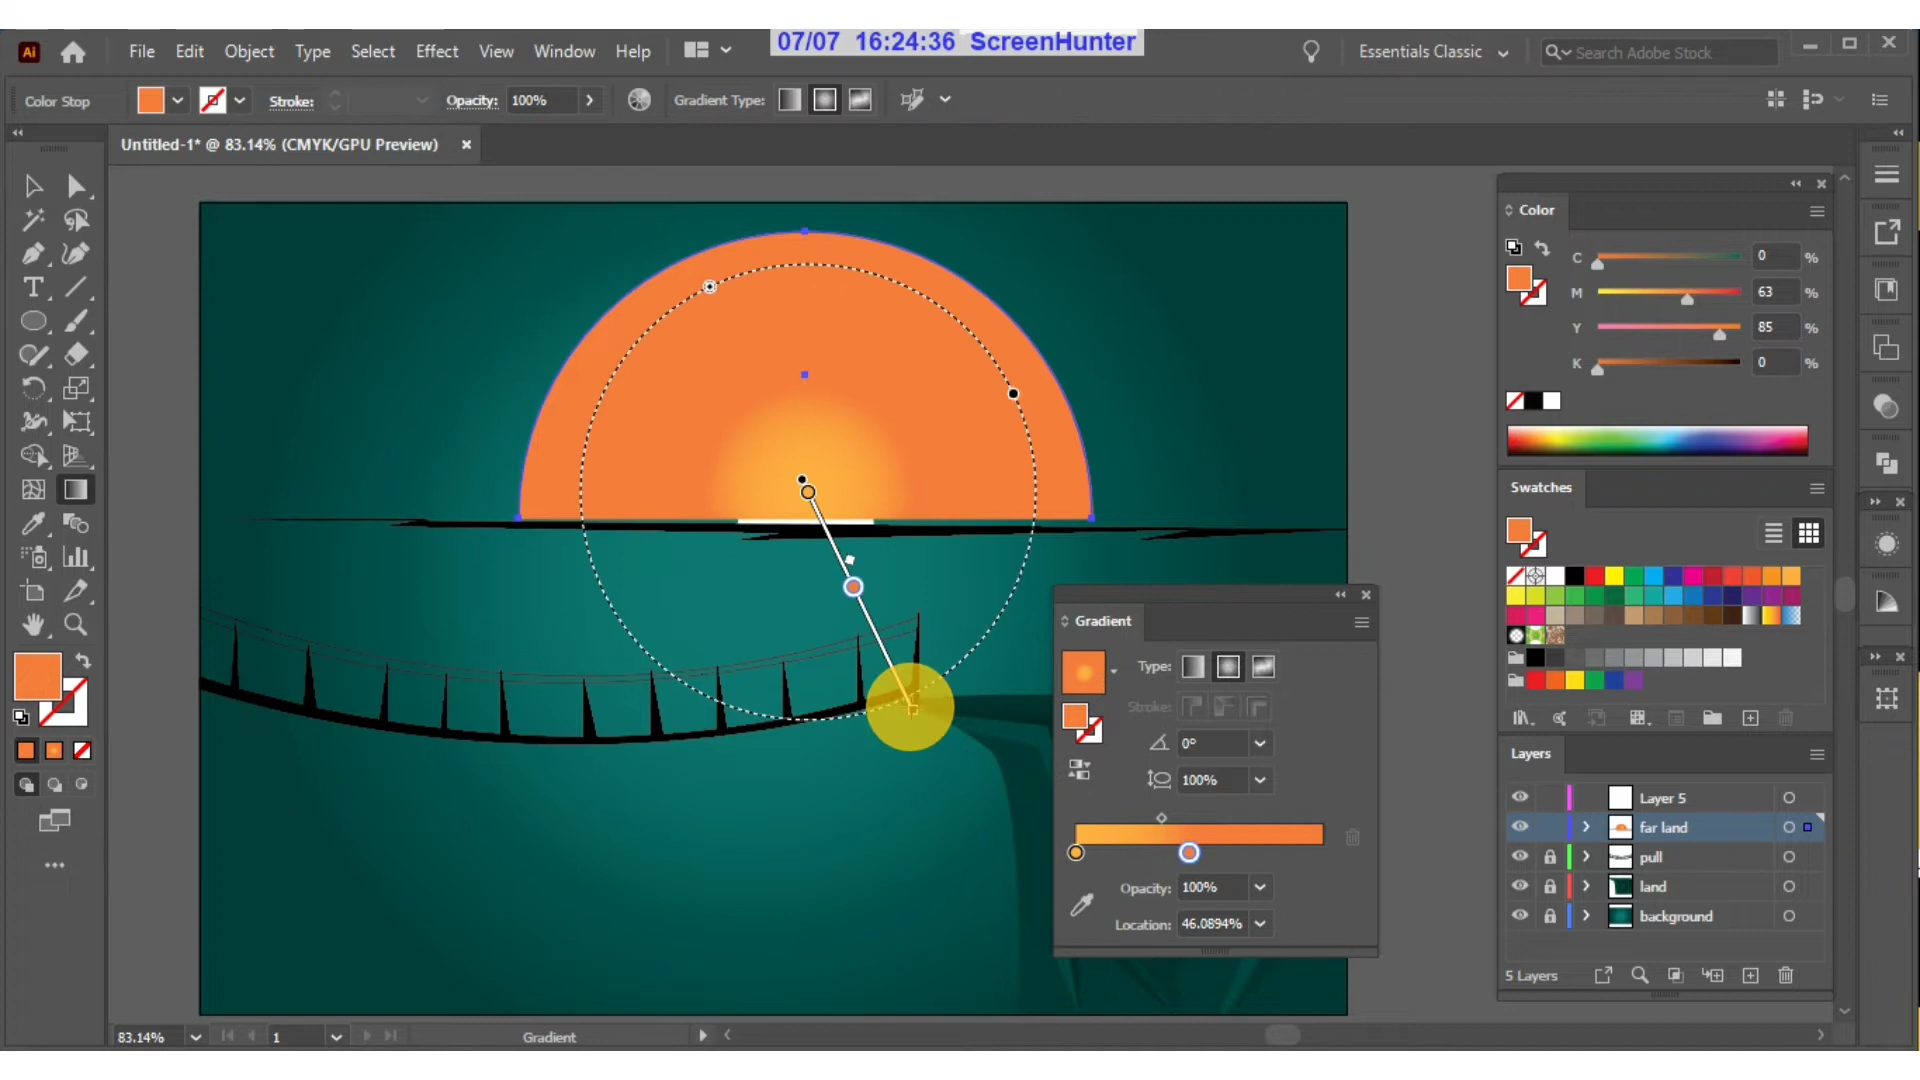 07/07 16:24:36 ScreenHunter
Ai File Edit Object Type Select Effect View Window Help
Essentials Classic
Search Adobe Stock
Color Stop
Stroke:
Opacity: 100%
Gradient Type:
Untitled-1* @ 83.14% (CMYK/GPU Preview)
Color
C 0 %
M 63 %
Y 85 %
K 0 %
Swatches
Gradient
Type:
Stroke:
0°
100%
Opacity: 100%
Location: 46.0894%
Layers
Layer 5
far land
pull
land
background
5 Layers
83.14% 1 Gradient